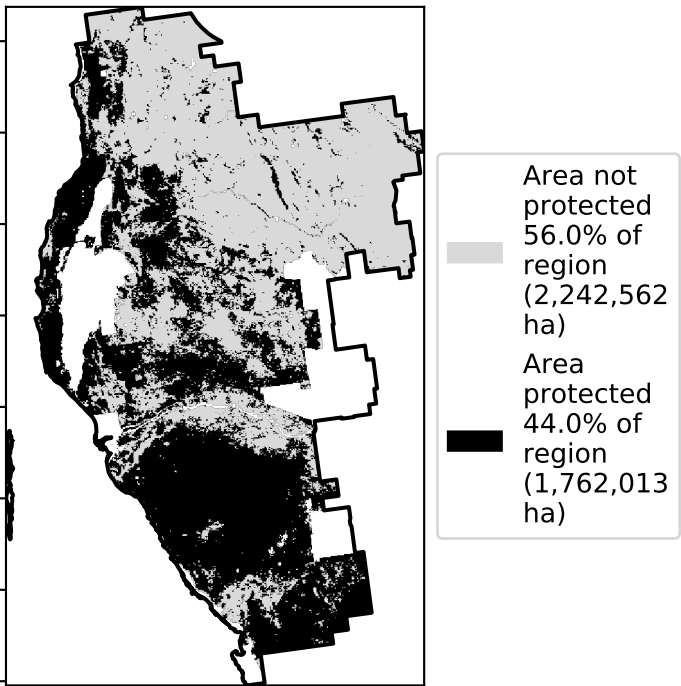 Area not
protected
56.0% of
region
(2,242,562
ha)
Area
protected
44.0% of
region
(1,762,013
ha)